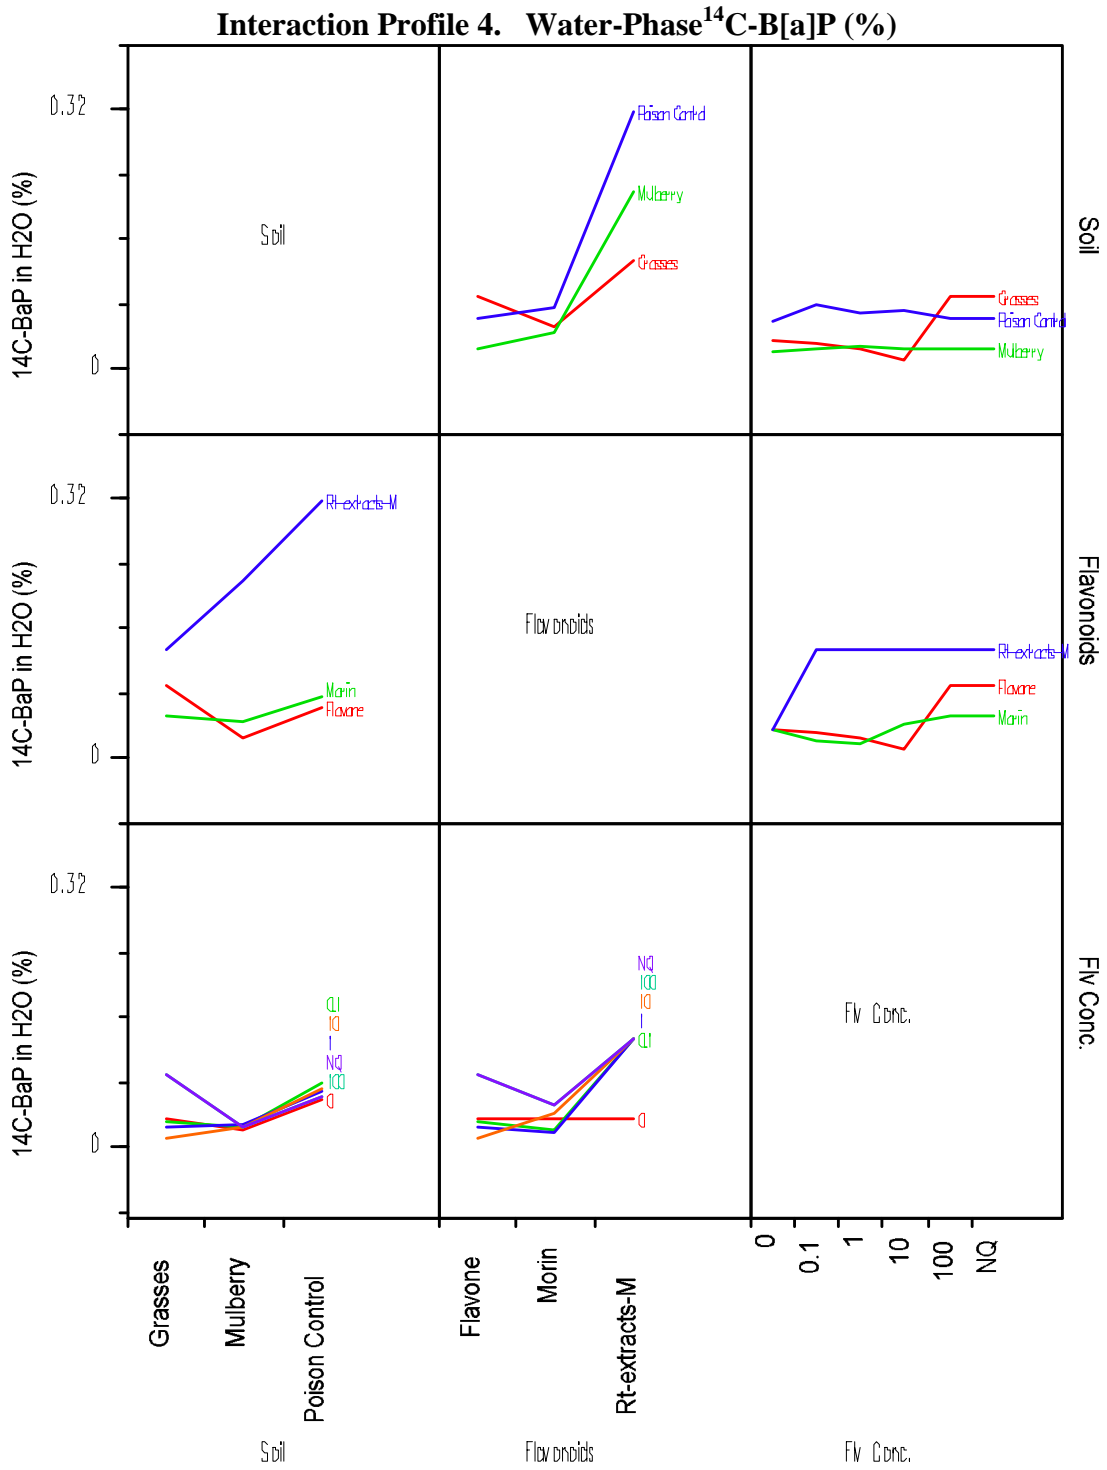 Interaction Profile 4. Water-Phase14C-B[a]P (%)
14C-BaP in H2O (%)
0.32
0
Soil
Poison Control
Mulberry
Grasses
Grasses
Poison Control
Mulberry
Soil
14C-BaP in H2O (%)
0.32
0
Rt-extracts-M
Morin
Flavone
Flavonoids
Rt-extracts-M
Flavone
Morin
Flavonoids
14C-BaP in H2O (%)
0.32
0
0.1
10
1
NQ
100
0
NQ
100
10
1
0.1
0
Flv Conc.
Flv Conc.
Grasses
Mulberry
Poison Control
Flavone
Morin
Rt-extracts-M
0
0.1
1
10
100
NQ
Soil
Flavonoids
Flv Conc.